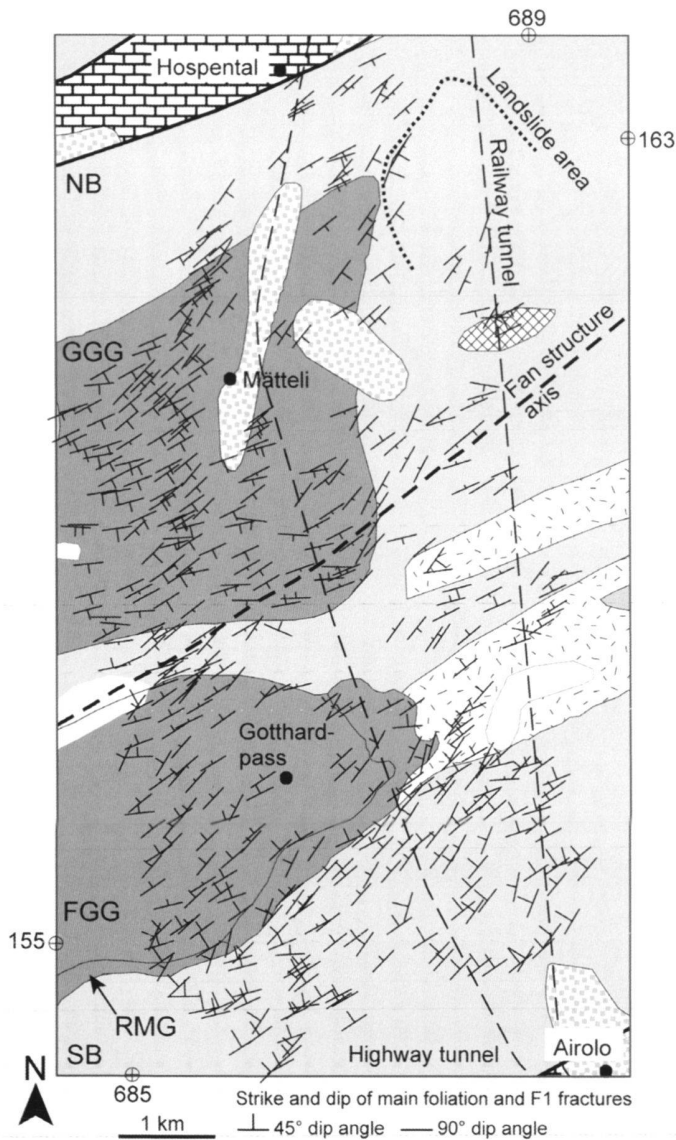 689
Hospental
Landslide area
163
NB
Railway tunnel
GGG
Mätteli
Fan structure
axis
Gotthard-
pass
FGG
155
RMG
SB
Highway tunnel
Airolo
N
685
1 km
Strike and dip of main foliation and F1 fractures
45° dip angle
90° dip angle